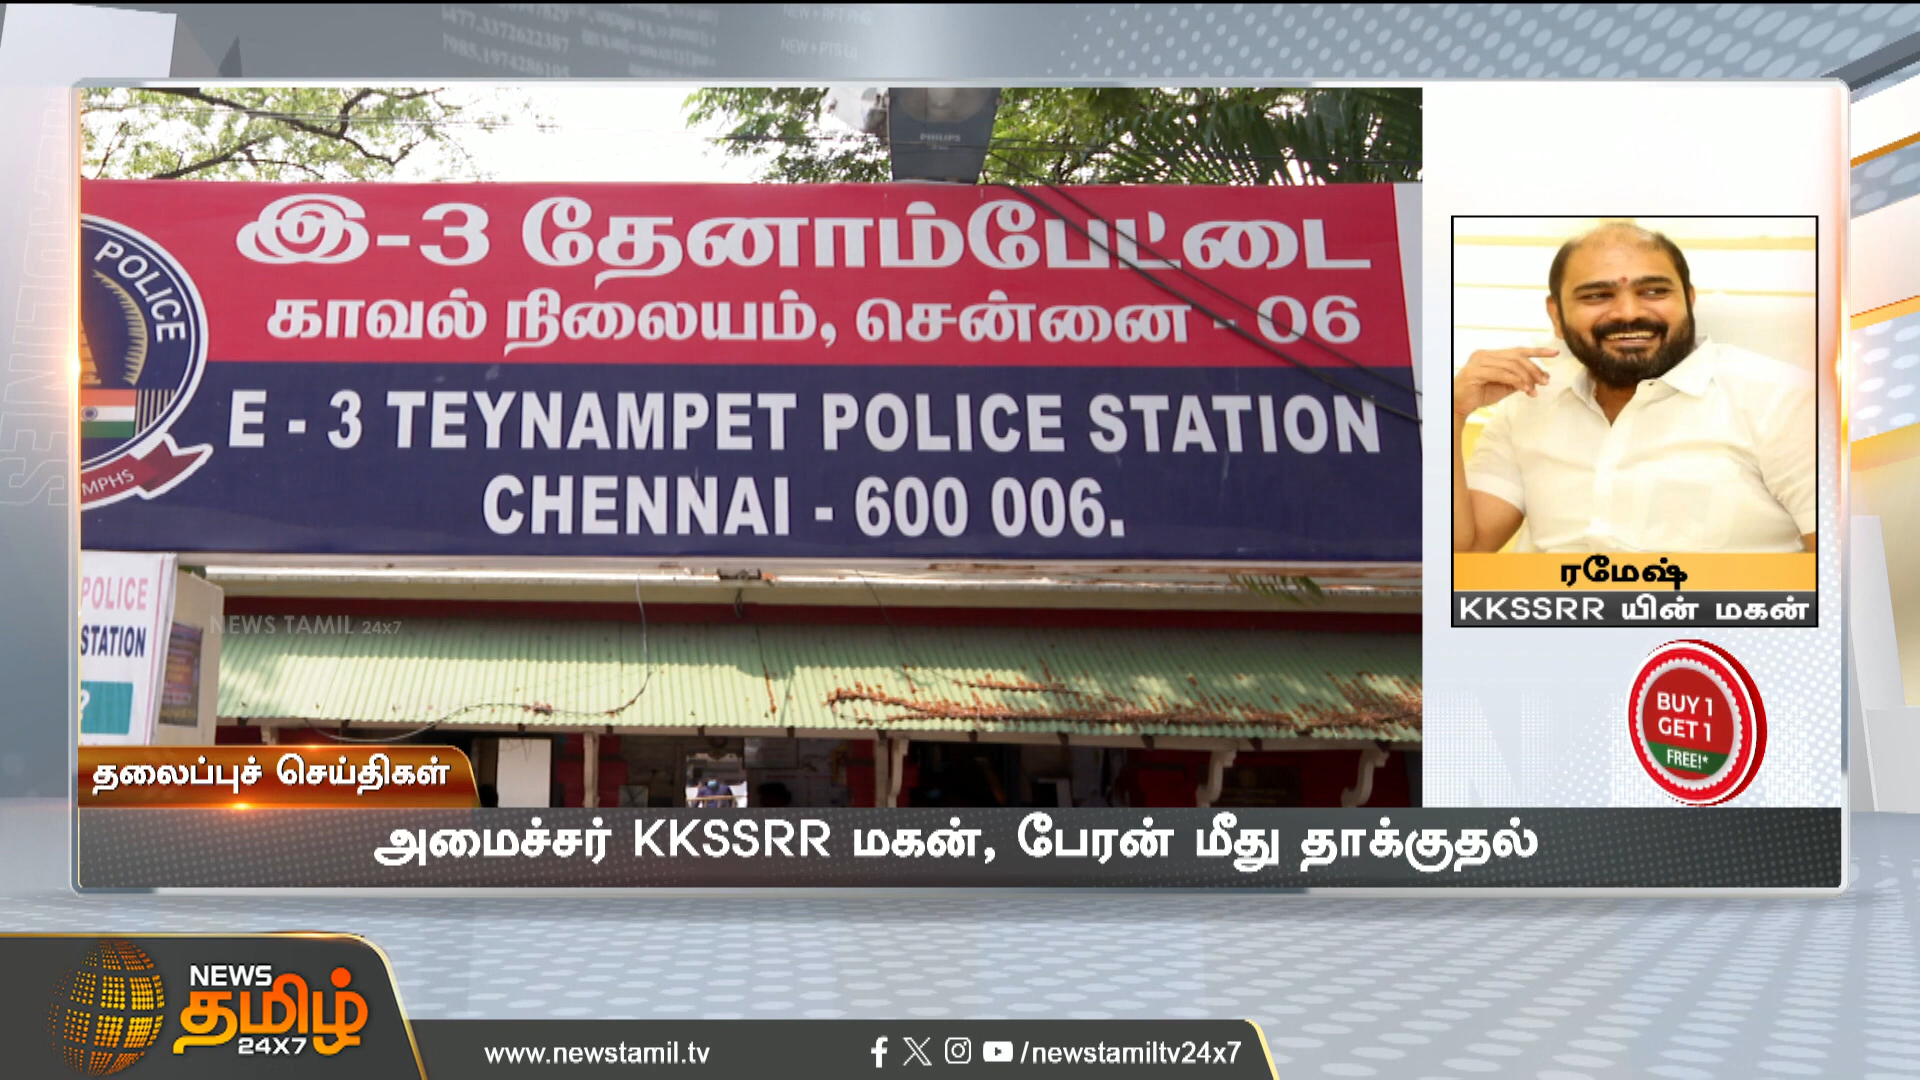 இ-3 தேனாம்பேட்டை
காவல் நிலையம், சென்னை - 06
E - 3 TEYNAMPET POLICE STATION
CHENNAI - 600 006.
POLICE
MPHS
PHILIPS
POLICE
STATION
?
NEWS TAMIL 24x7
ரமேஷ்
KKSSRR யின் மகன்
BUY 1
GET 1
FREE!*
தலைப்புச் செய்திகள்
அமைச்சர் KKSSRR மகன், பேரன் மீது தாக்குதல்
NEWS
தமிழ்
24X7
www.newstamil.tv
/newstamiltv24x7